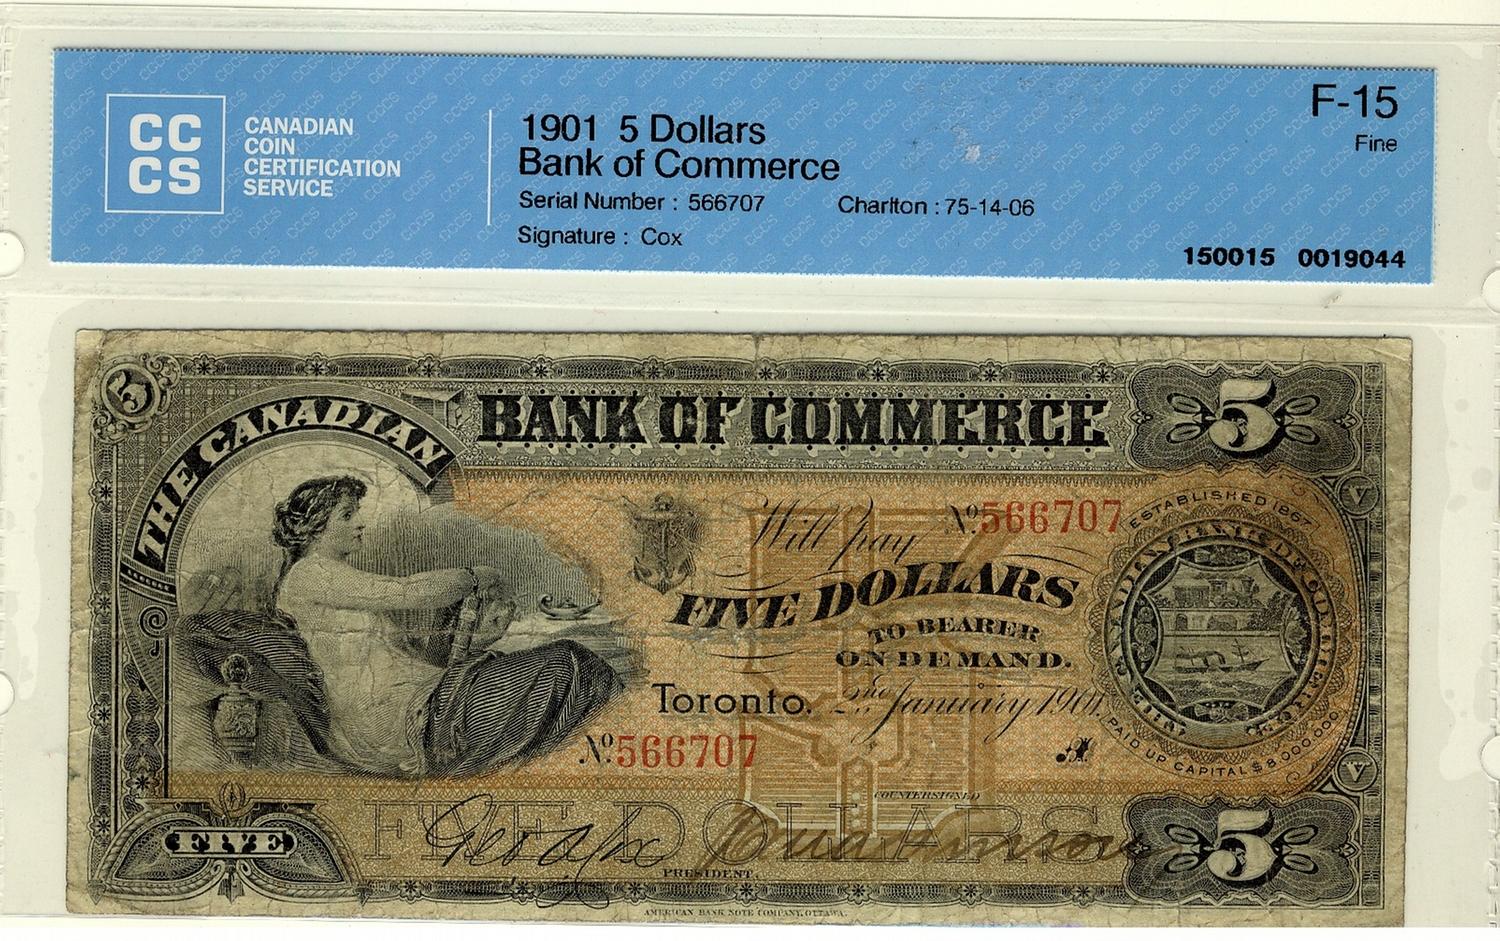 CC
CS
CANADIAN
COIN
CERTIFICATION
SERVICE
1901 5 Dollars
Bank of Commerce
Serial Number : 566707
Charlton : 75-14-06
Signature : Cox
F-15
Fine
150015 0019044
5
THE CANADIAN
BANK OF COMMERCE
5
Will pay
No. 566707
FIVE DOLLARS
TO BEARER
ON DEMAND.
Toronto. 2nd January 1901.
No. 566707
A
ESTABLISHED 1867
PAID UP CAPITAL $8,000,000.
V
V
COUNTERSIGNED
FIVE DOLLARS
FIVE
Geo A Cox
PRESIDENT.
5
AMERICAN BANK NOTE COMPANY, OTTAWA.